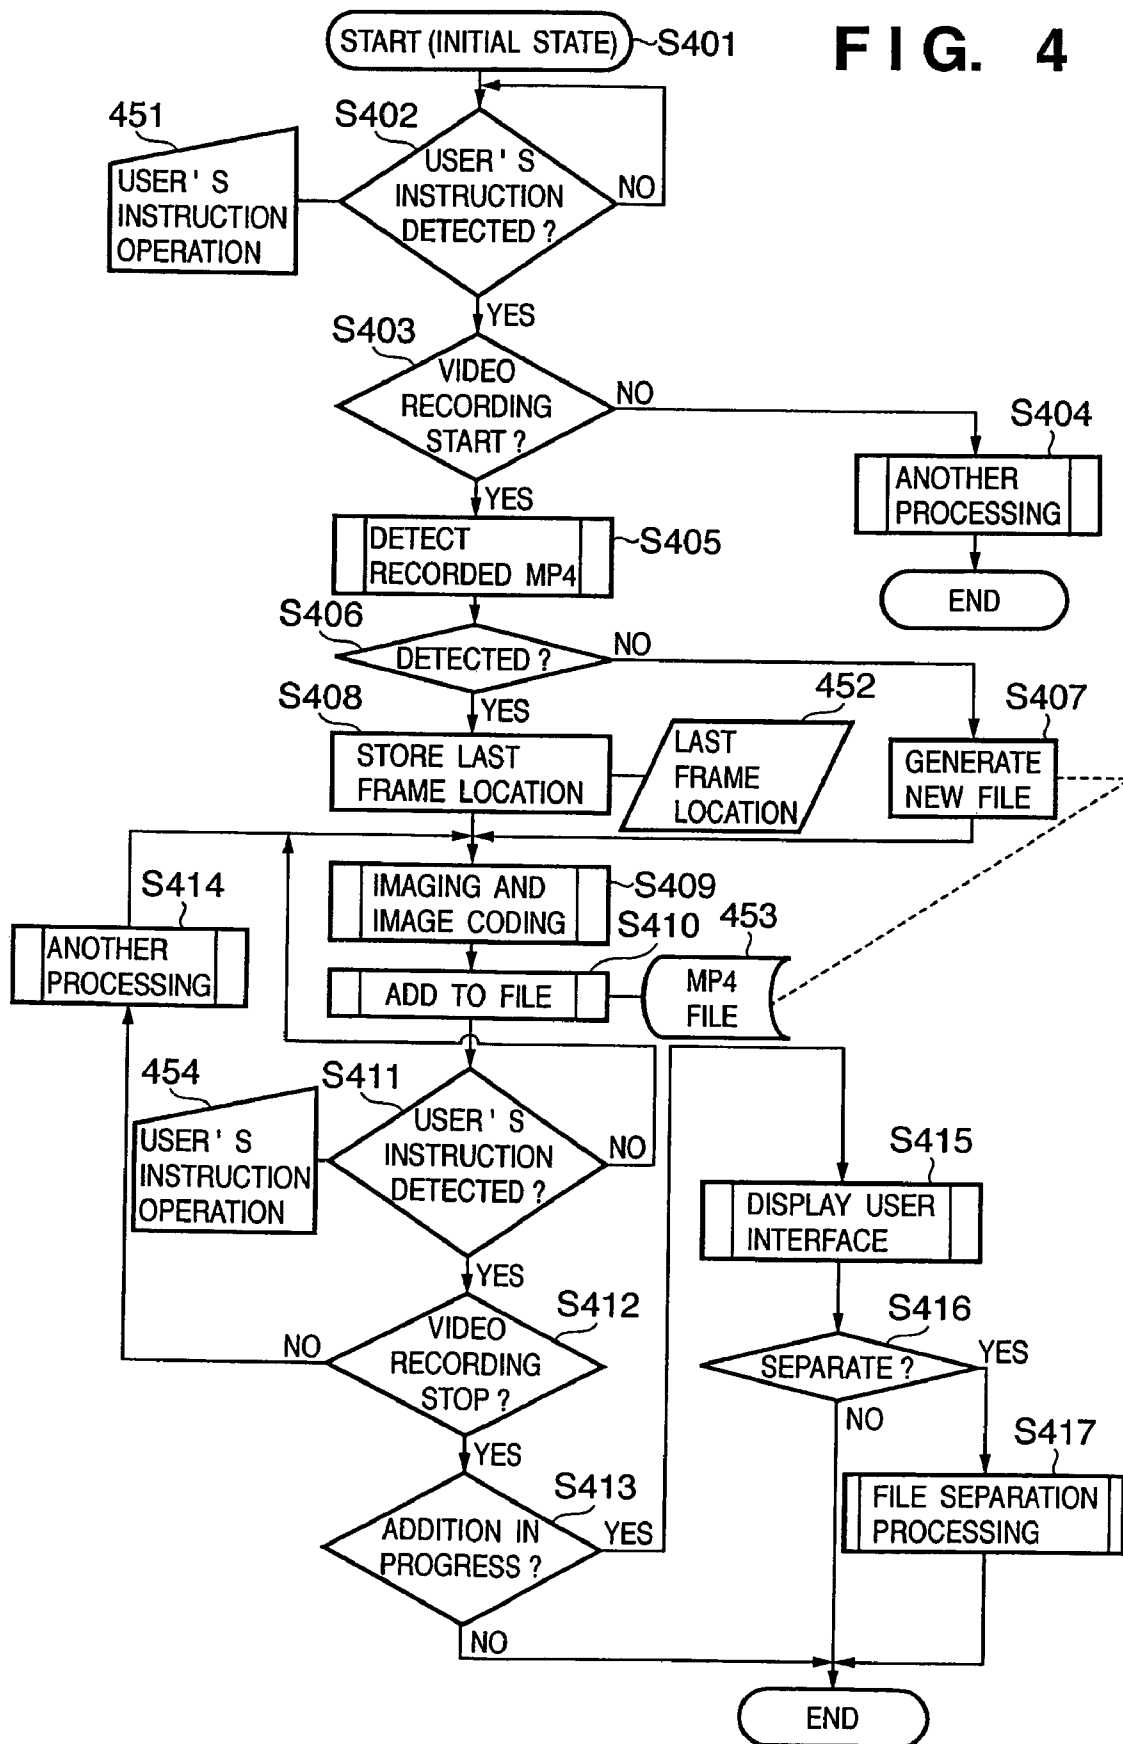 FIG. 4
START (INITIAL STATE)
S401
451
S402
USER'S
INSTRUCTION
OPERATION
USER'S
INSTRUCTION
DETECTED?
NO
YES
S403
VIDEO
RECORDING
START?
NO
S404
ANOTHER
PROCESSING
END
YES
DETECT
RECORDED MP4
S405
S406
DETECTED?
NO
YES
S408
STORE LAST
FRAME LOCATION
452
LAST
FRAME
LOCATION
S407
GENERATE
NEW FILE
S414
ANOTHER
PROCESSING
IMAGING AND
IMAGE CODING
S409
S410
ADD TO FILE
453
MP4
FILE
454
USER'S
INSTRUCTION
OPERATION
S411
USER'S
INSTRUCTION
DETECTED?
NO
YES
S412
VIDEO
RECORDING
STOP?
NO
YES
S413
ADDITION IN
PROGRESS?
YES
NO
S415
DISPLAY USER
INTERFACE
S416
SEPARATE?
YES
NO
S417
FILE SEPARATION
PROCESSING
END